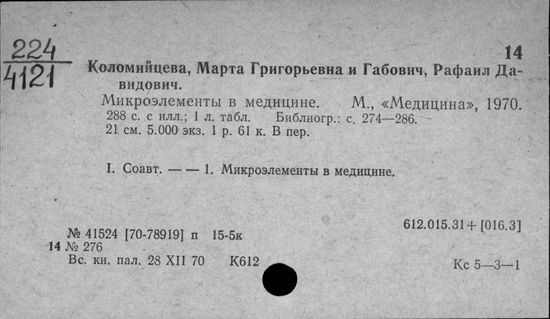 224
4121
14
Коломийцева, Марта Григорьевна и Габович, Рафаил Да-
видович.
Микроэлементы в медицине. М., «Медицина», 1970.
288 с. с илл.; 1 л. табл. Библиогр.: с. 274—286.
21 см. 5.000 экз. 1 р. 61 к. В пер.
I. Соавт. — — 1. Микроэлементы в медицине.
612.015.31+[016.3]
№ 41524 [70-78919] п 15-5к
14 № 276
Вс. кн. пал. 28 XII 70 К612
Кс 5—3—1